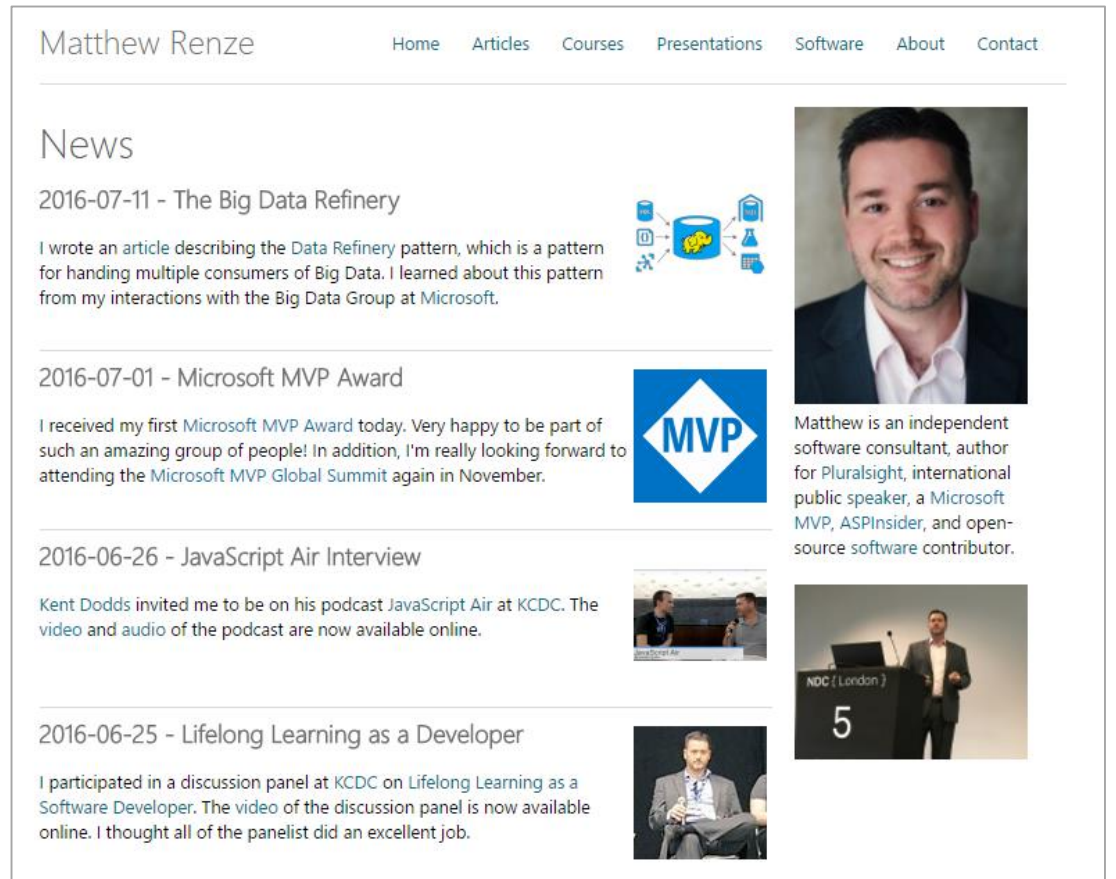 Matthew Renze
Home Articles Courses Presentations Software About Contact
News
2016-07-11 - The Big Data Refinery
I wrote an article describing the Data Refinery pattern, which is a pattern
for handing multiple consumers of Big Data. I learned about this pattern
from my interactions with the Big Data Group at Microsoft.
2016-07-01 - Microsoft MVP Award
I received my first Microsoft MVP Award today. Very happy to be part of
such an amazing group of people! In addition, I'm really looking forward to
attending the Microsoft MVP Global Summit again in November.
MVP
2016-06-26 - JavaScript Air Interview
Kent Dodds invited me to be on his podcast JavaScript Air at KCDC. The
video and audio of the podcast are now available online.
JavaScript Air
2016-06-25 - Lifelong Learning as a Developer
I participated in a discussion panel at KCDC on Lifelong Learning as a
Software Developer. The video of the discussion panel is now available
online. I thought all of the panelist did an excellent job.
Matthew is an independent
software consultant, author
for Pluralsight, international
public speaker, a Microsoft
MVP, ASPInsider, and open-
source software contributor.
NDC { London }
5